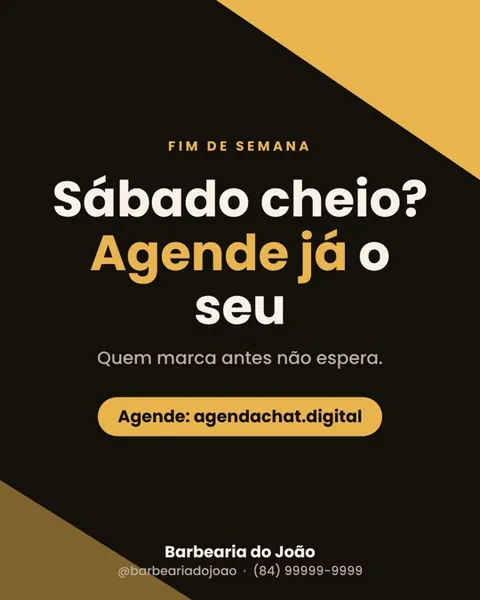 FIM DE SEMANA
Sábado cheio?
Agende já o
seu
Quem marca antes não espera.
Agende: agendachat.digital
Barbearia do João
@barbeariadojoao · (84) 99999-9999